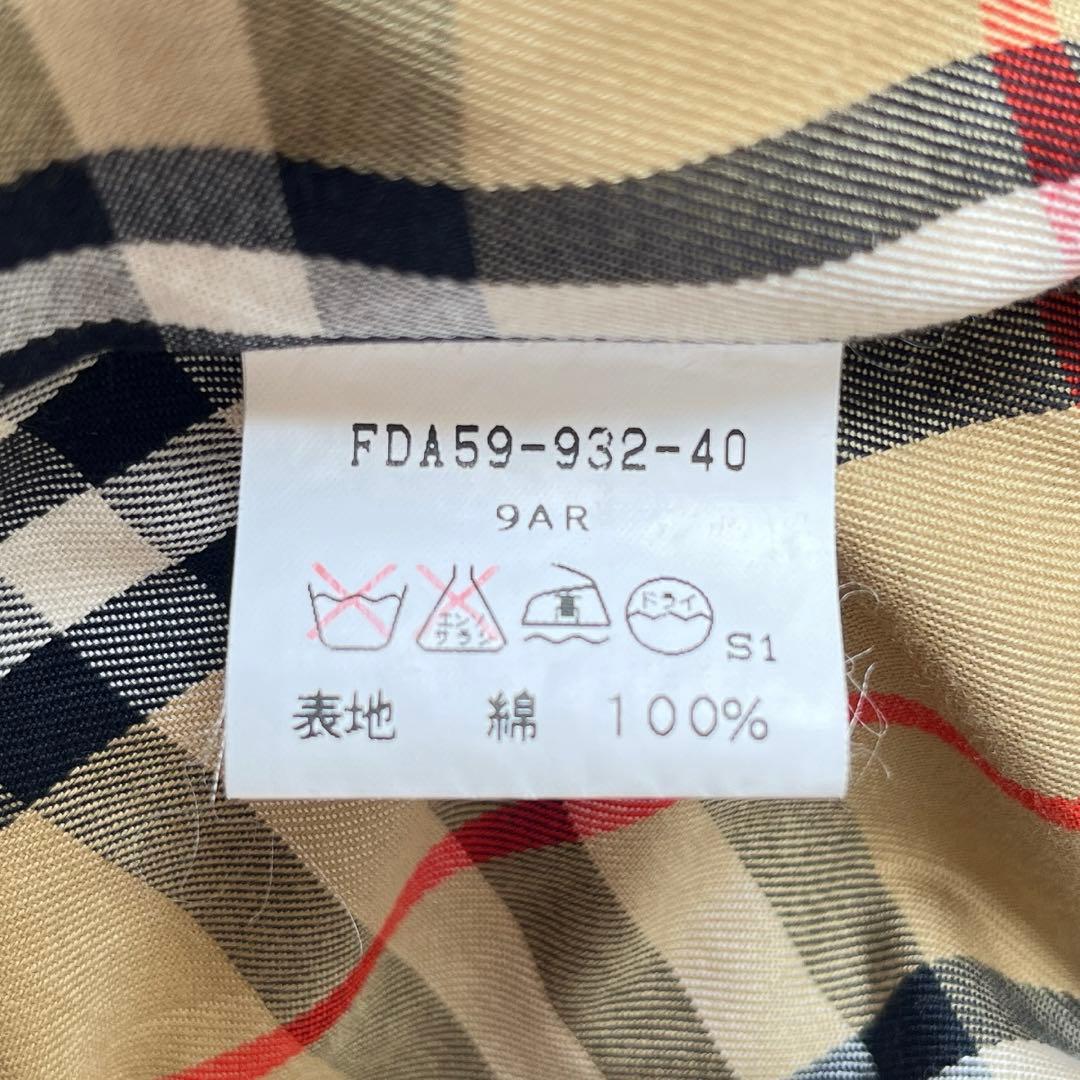 FDA59-932-40
9AR
エンソ
サラシ
高
ドライ
S1
表地 綿 100%